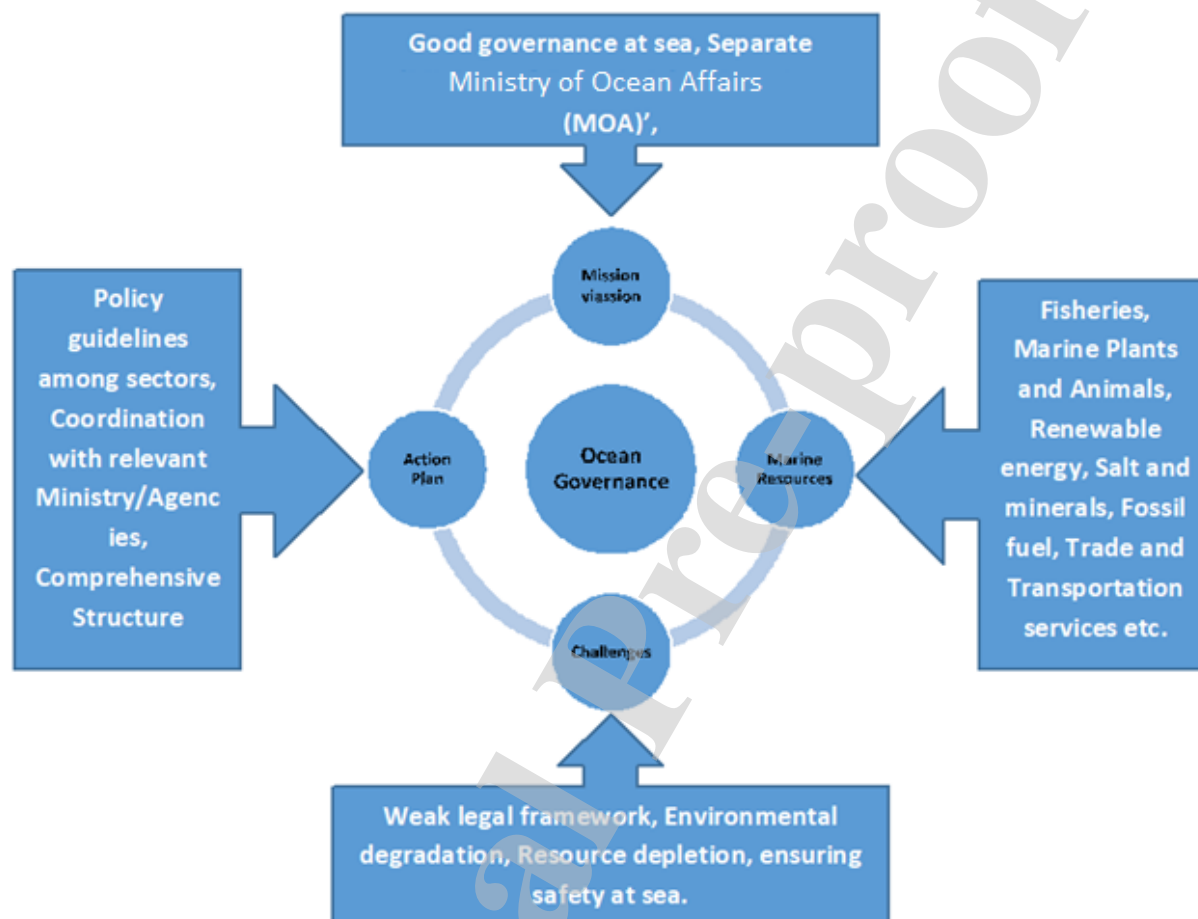 Good governance at sea, Separate
Ministry of Ocean Affairs
(MOA)’,
Mission
viassion
Policy
guidelines
among sectors,
Coordination
with relevant
Ministry/Agenc
ies,
Comprehensive
Structure
Action
Plan
Ocean
Governance
Marine
Resources
Fisheries,
Marine Plants
and Animals,
Renewable
energy, Salt and
minerals, Fossil
fuel, Trade and
Transportation
services etc.
Challenges
Weak legal framework, Environmental
degradation, Resource depletion, ensuring
safety at sea.
al pre-proof